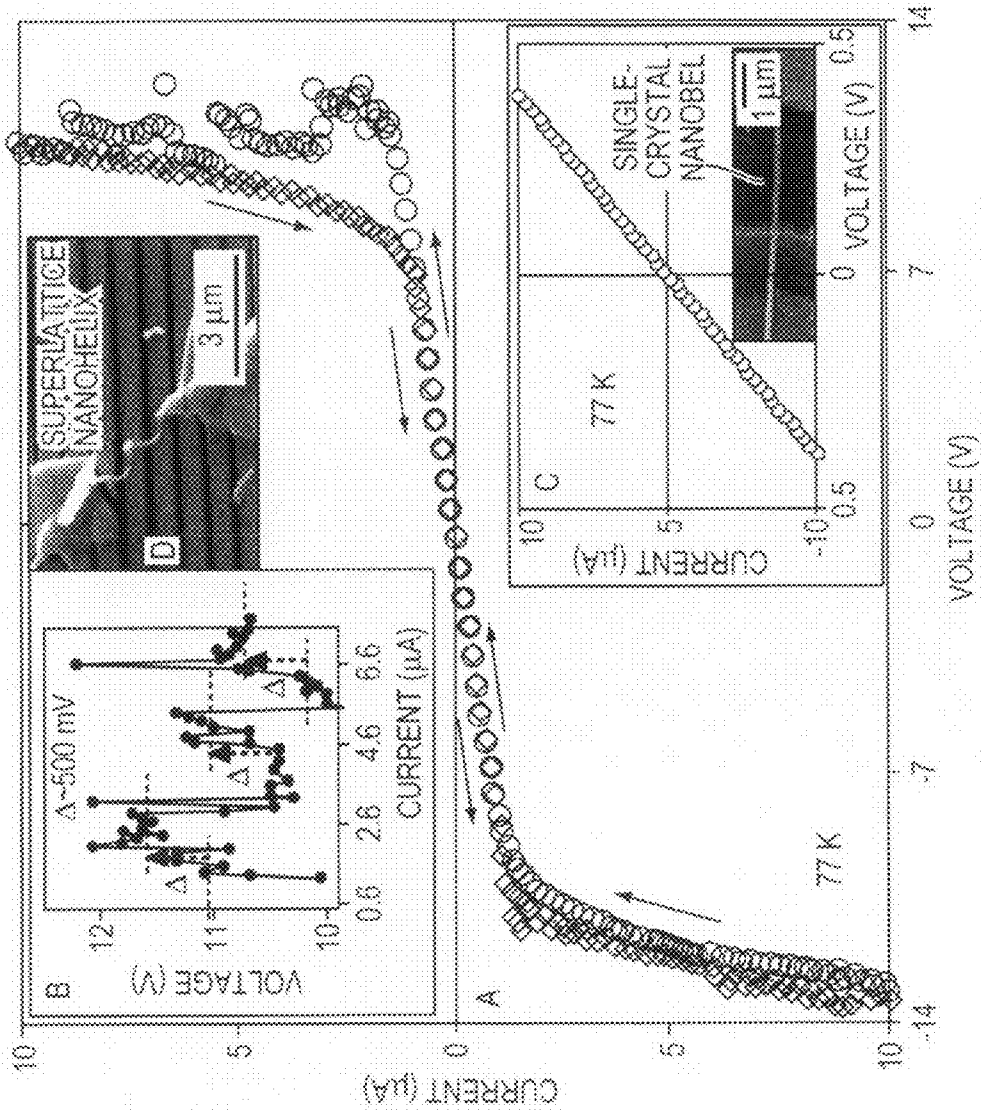 10
5
0
5
10
CURRENT (µA)
-14
-7
0
7
14
VOLTAGE (V)
A
77 K
B
Δ~500 mV
Δ
Δ
Δ
12
11
10
VOLTAGE (V)
0.6
2.6
4.6
6.6
CURRENT (µA)
SUPERLATTICE
NANOHELIX
D
3 µm
C
77 K
10
5
-10
CURRENT (µA)
0.5
0
0.5
VOLTAGE (V)
SINGLE-
CRYSTAL
NANOBEL
1 µm